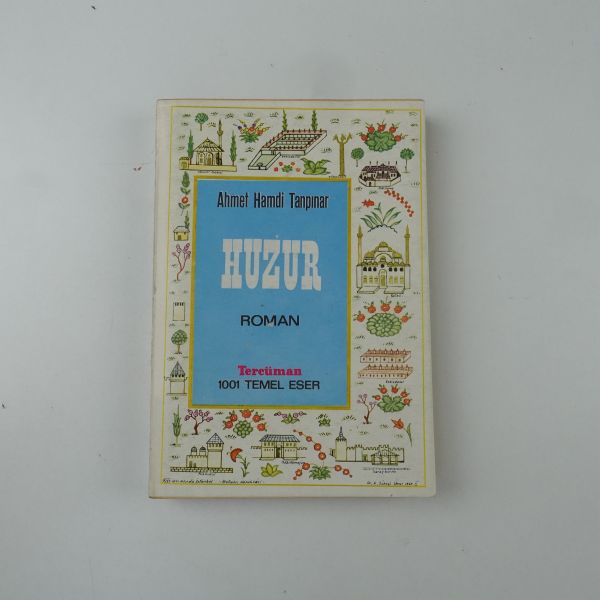 Ahmet Hamdi Tanpınar
HUZUR
ROMAN
Tercüman
1001 TEMEL ESER